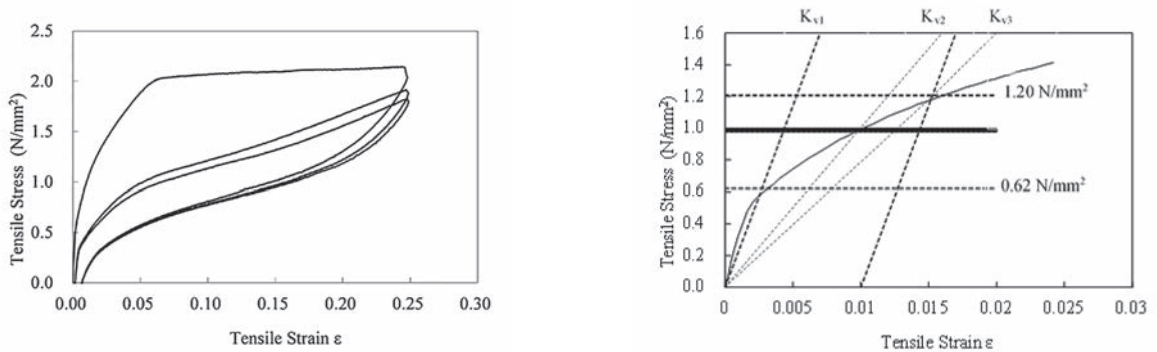 2.5
2.0
1.5
1.0
0.5
0.0
0.00 0.05 0.10 0.15 0.20 0.25 0.30
Tensile Stress (N/mm²)
Tensile Strain ε
Kv1 Kv2 Kv3
1.6
1.4
1.2
1.0
0.8
0.6
0.4
0.2
0.0
0 0.005 0.01 0.015 0.02 0.025 0.03
1.20 N/mm²
0.62 N/mm²
Tensile Stress (N/mm²)
Tensile Strain ε